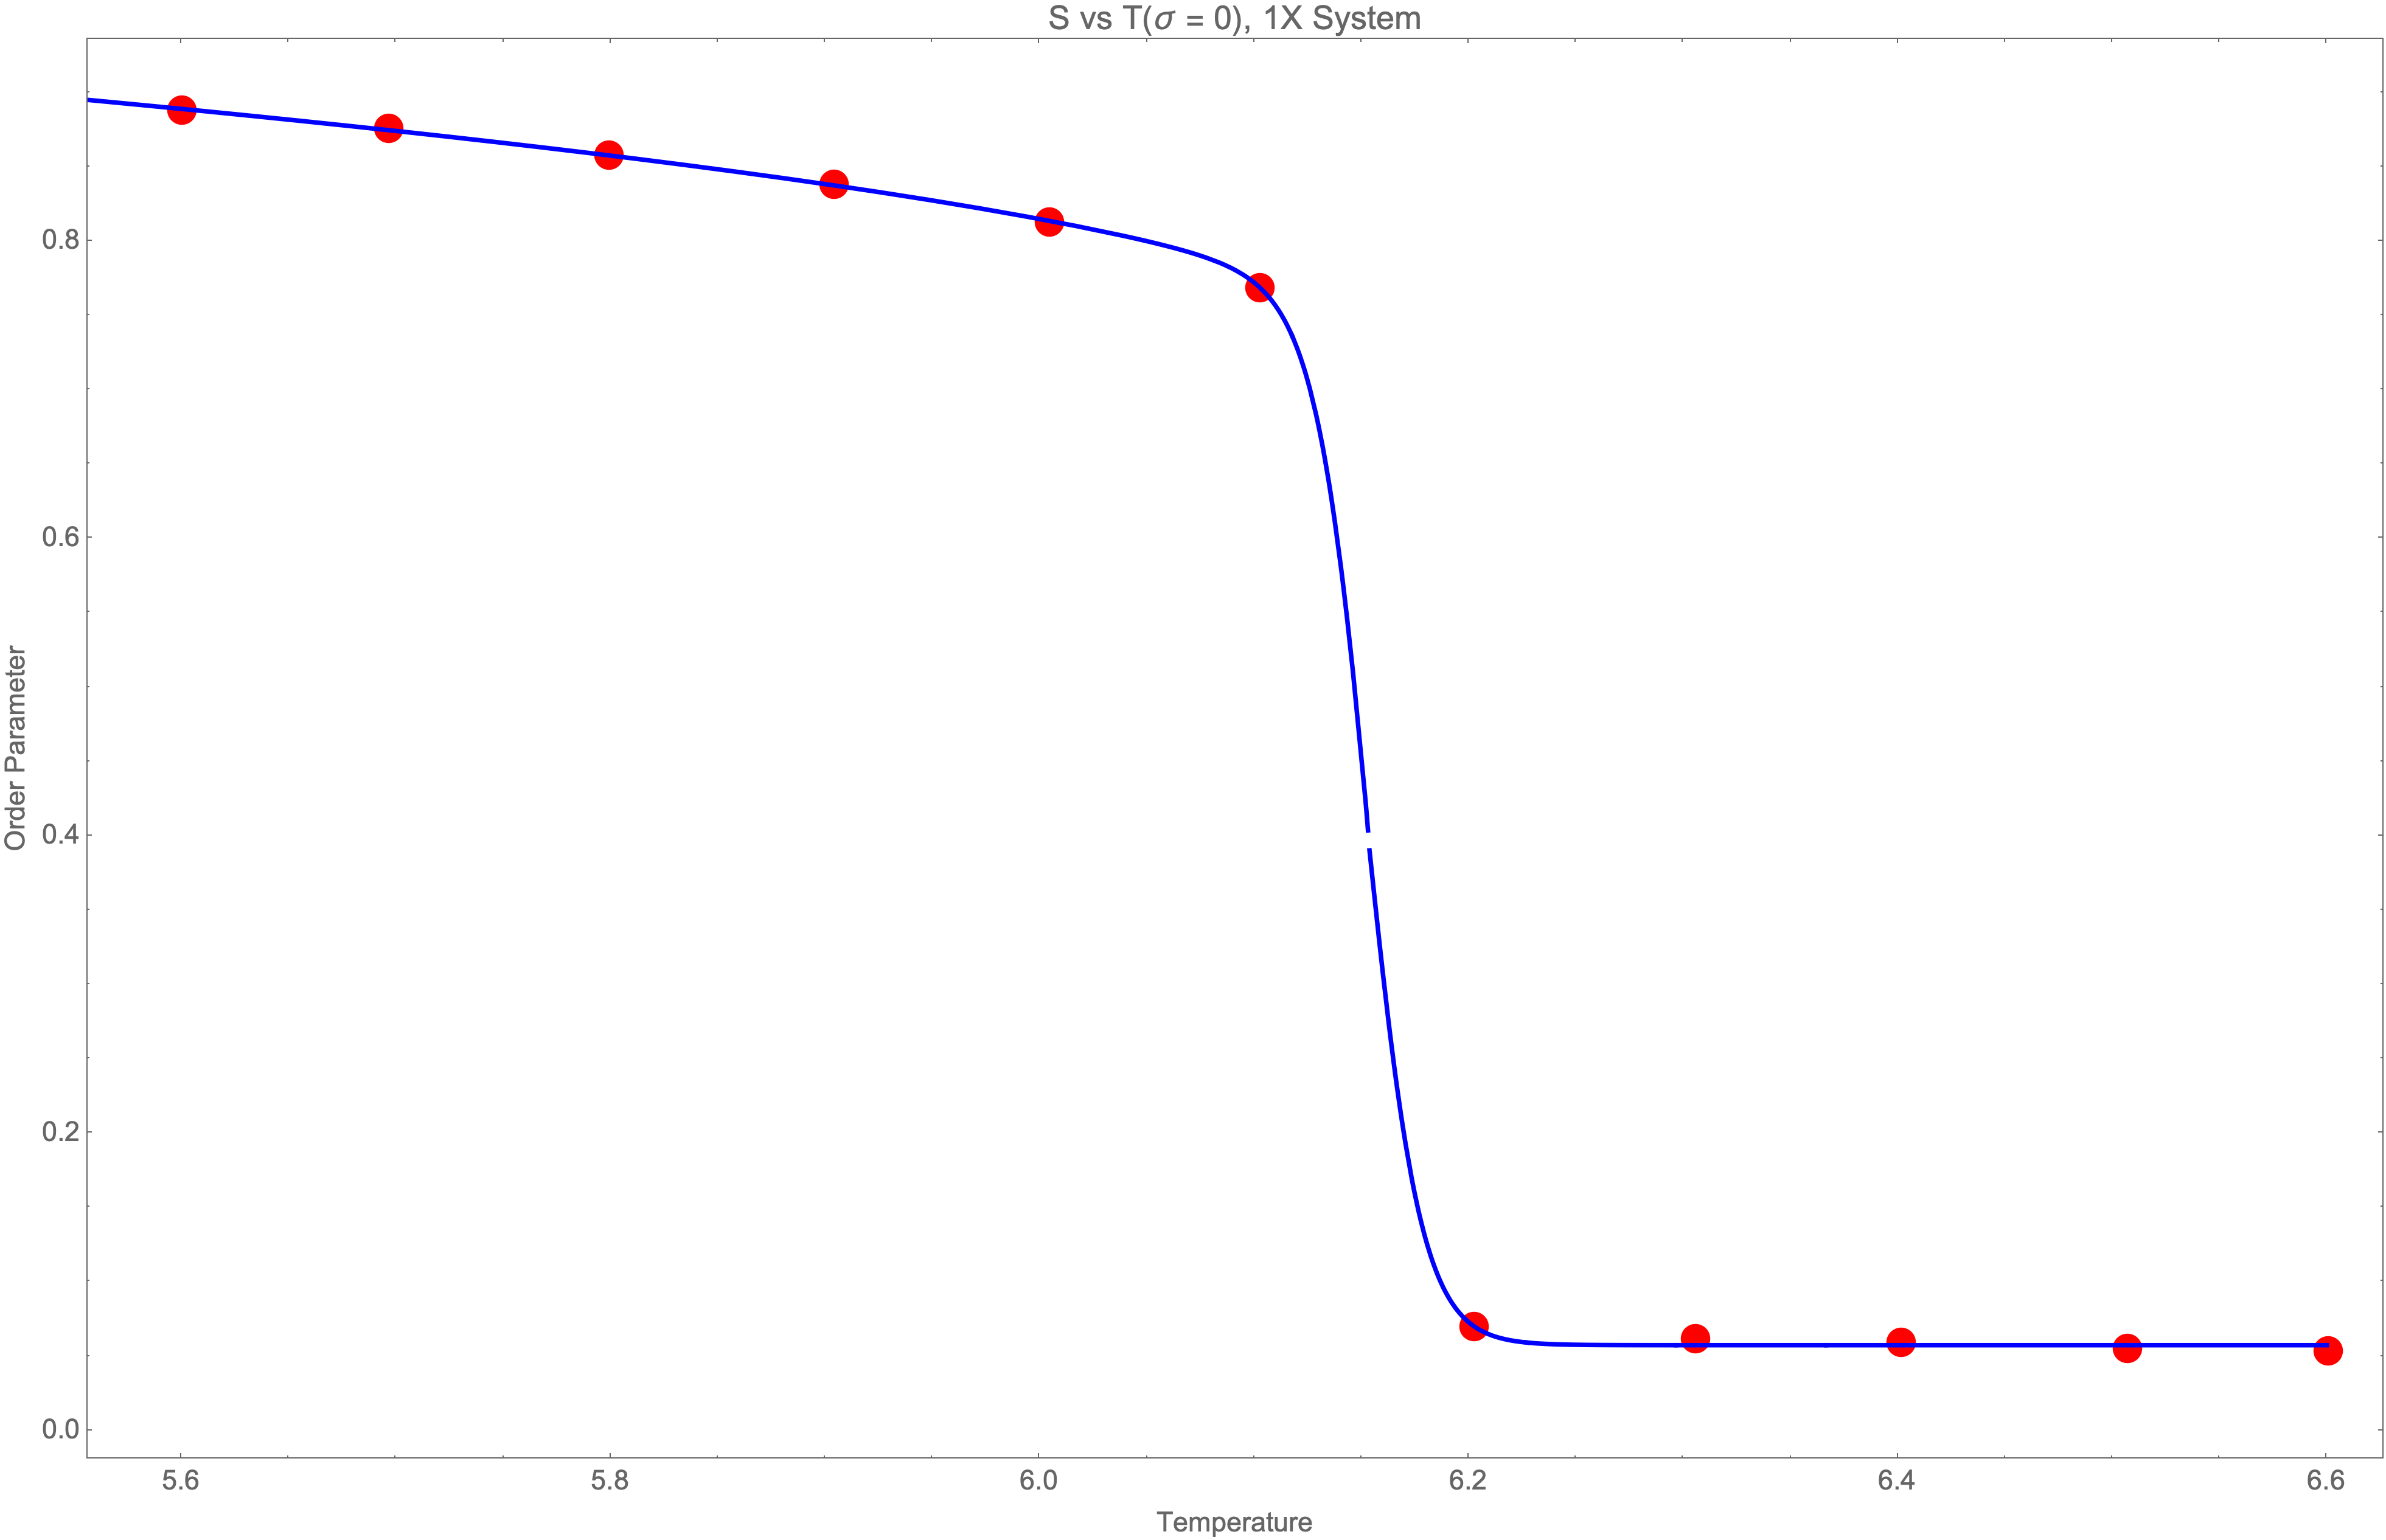 S vs T(σ = 0), 1X System
Order Parameter
0.8
0.6
0.4
0.2
0.0
5.6 5.8 6.0 6.2 6.4 6.6
Temperature